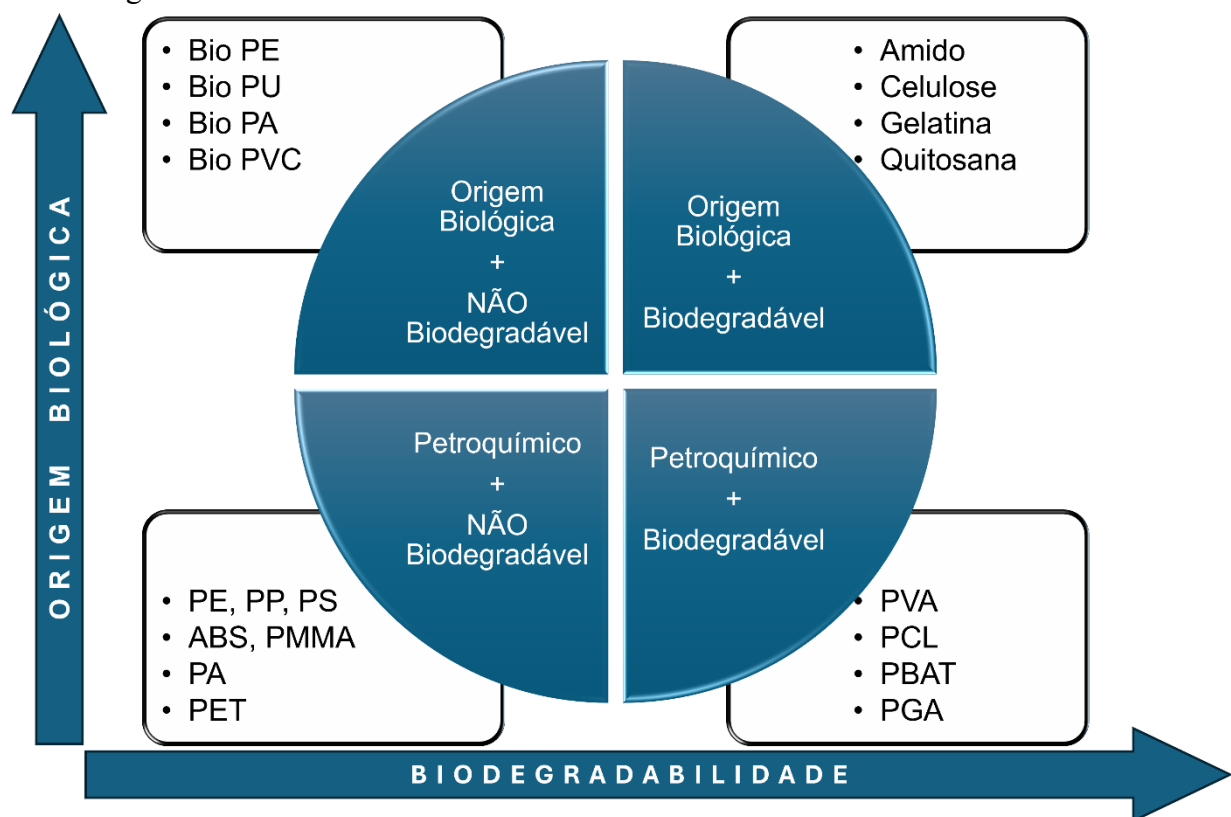 • Bio PE
• Bio PU
• Bio PA
• Bio PVC
• Amido
• Celulose
• Gelatina
• Quitosana
Origem
Biológica
+
NÃO
Biodegradável
Origem
Biológica
+
Biodegradável
ORIGEM BIOLÓGICA
Petroquímico
+
NÃO
Biodegradável
Petroquímico
+
Biodegradável
• PE, PP, PS
• ABS, PMMA
• PA
• PET
• PVA
• PCL
• PBAT
• PGA
BIODEGRADABILIDADE